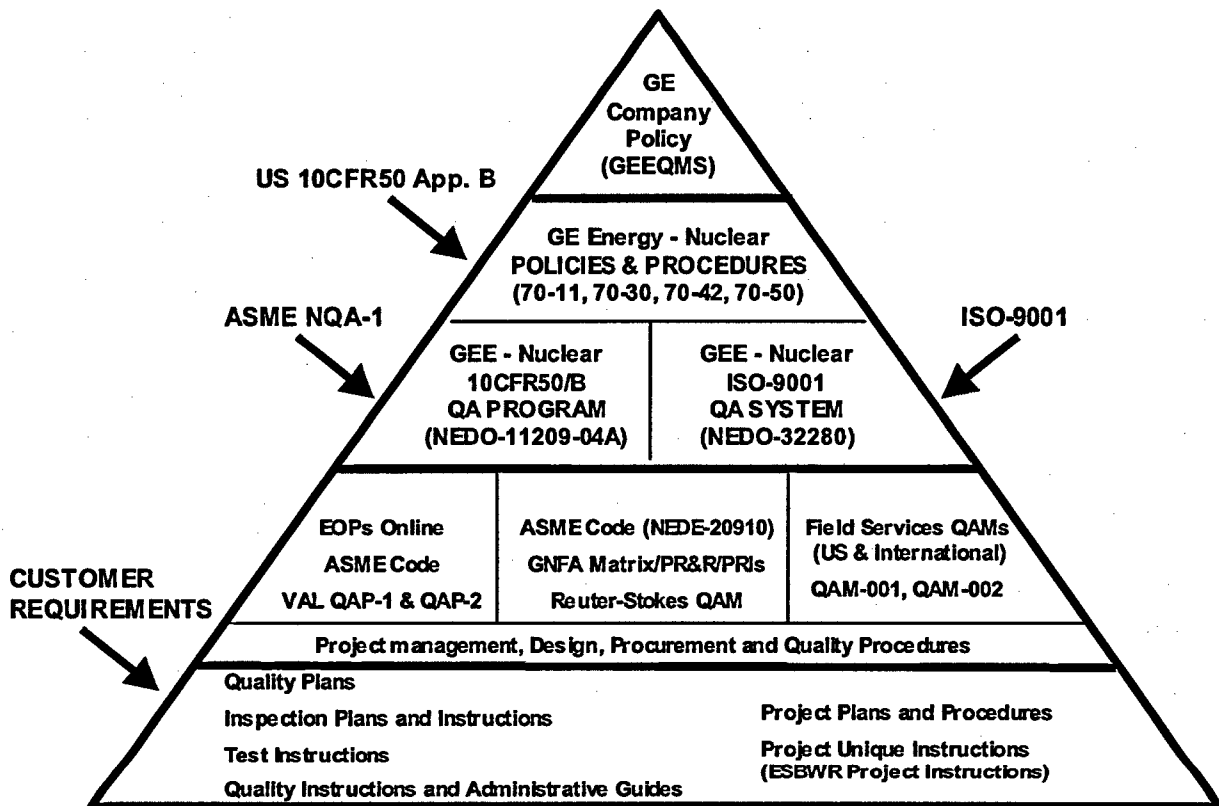 GE
Company
Policy
(GEEQMS)
US 10CFR50 App. B
GE Energy - Nuclear
POLICIES & PROCEDURES
(70-11, 70-30, 70-42, 70-50)
ASME NQA-1
ISO-9001
GEE - Nuclear
10CFR50/B
QA PROGRAM
(NEDO-11209-04A)
GEE - Nuclear
ISO-9001
QA SYSTEM
(NEDO-32280)
EOPs Online
ASME Code
VAL QAP-1 & QAP-2
ASME Code (NEDE-20910)
GNFA Matrix/PR&R/PRIs
Reuter-Stokes QAM
Field Services QAMs
(US & International)
QAM-001, QAM-002
CUSTOMER
REQUIREMENTS
Project management, Design, Procurement and Quality Procedures
Quality Plans
Inspection Plans and Instructions
Test Instructions
Quality Instructions and Administrative Guides
Project Plans and Procedures
Project Unique Instructions
(ESBWR Project Instructions)